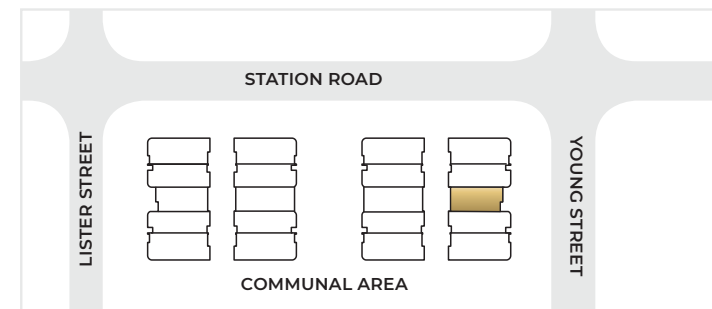 STATION ROAD
LISTER STREET
YOUNG STREET
COMMUNAL AREA